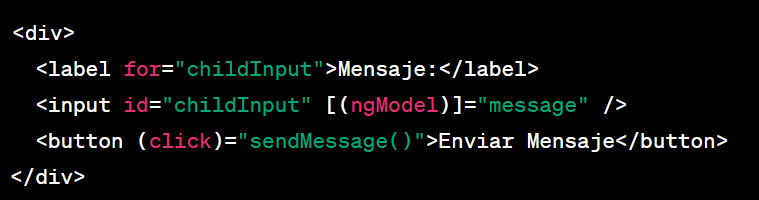 <div>
<label for="childInput">Mensaje:</label>
<input id="childInput" [(ngModel)]="message" />
<button (click)="sendMessage()">Enviar Mensaje</button>
</div>